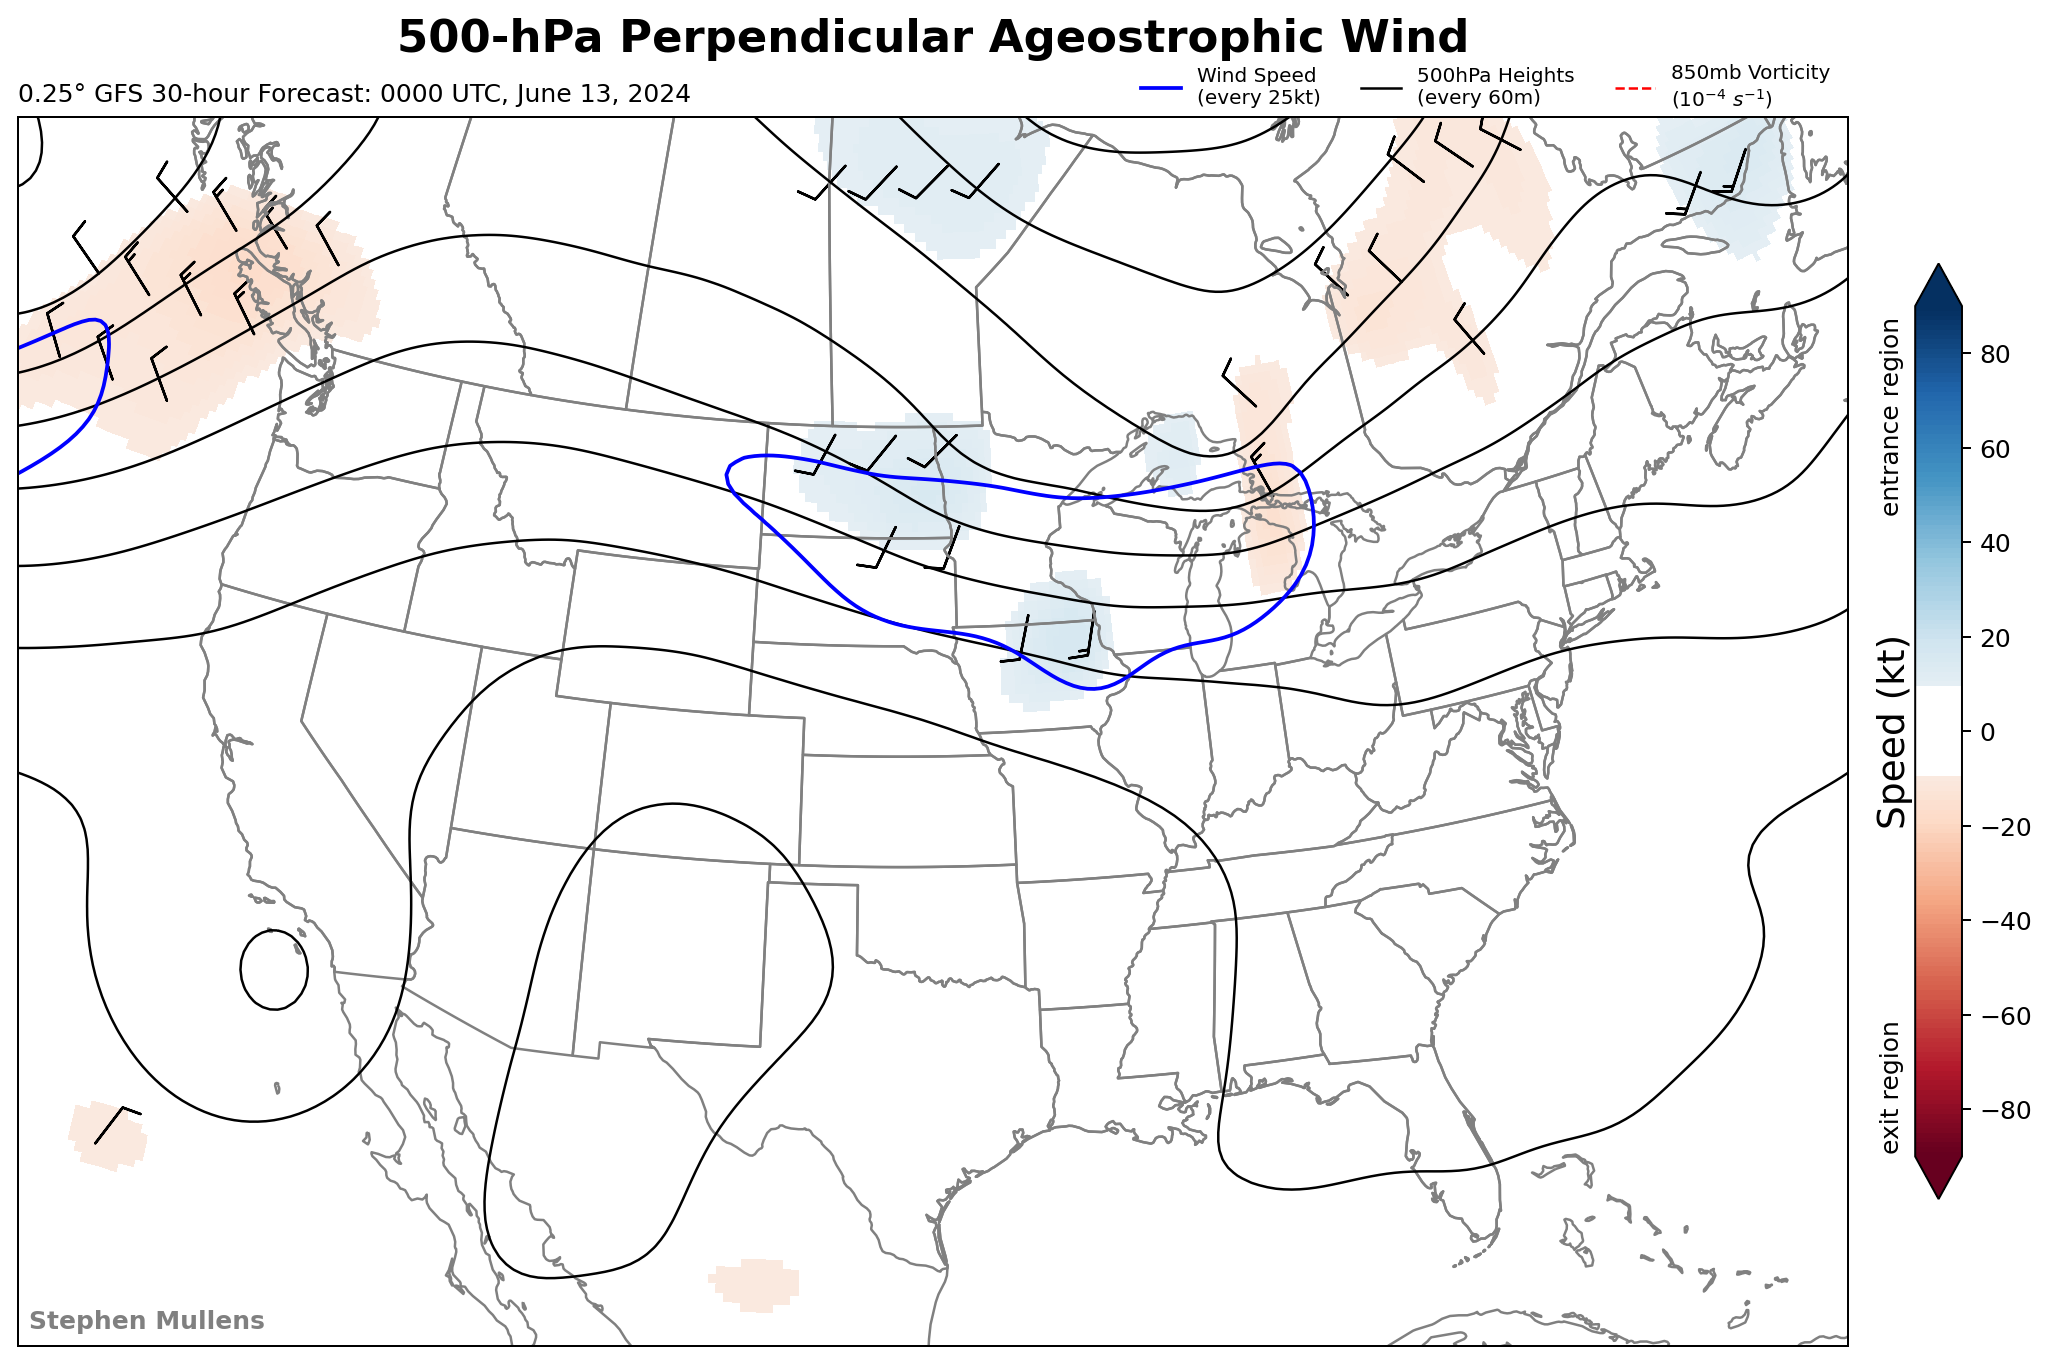 500-hPa Perpendicular Ageostrophic Wind
0.25° GFS 30-hour Forecast: 0000 UTC, June 13, 2024
Wind Speed
(every 25kt)
500hPa Heights
(every 60m)
850mb Vorticity
(10⁻⁴ s⁻¹)
entrance region
Speed (kt)
exit region
80
60
40
20
0
−20
−40
−60
−80
Stephen Mullens